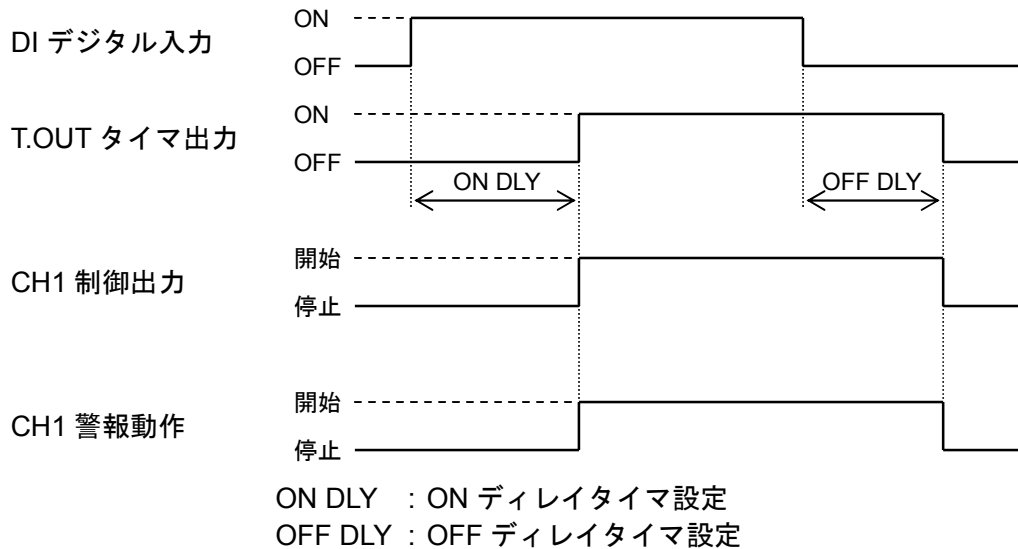 ON
DI デジタル入力
OFF
ON
T.OUT タイマ出力
OFF
ON DLY OFF DLY
開始
CH1 制御出力
停止
開始
CH1 警報動作
停止
ON DLY : ON ディレイタイマ設定
OFF DLY : OFF ディレイタイマ設定